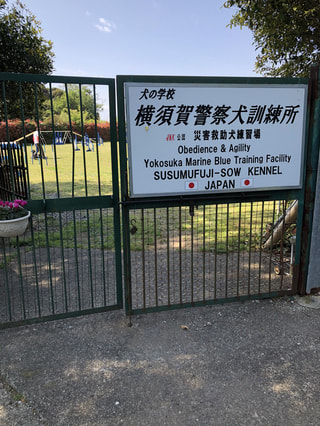 犬の学校
横須賀警察犬訓練所
公認 災害救助犬練習場
Obedience & Agility
Yokosuka Marine Blue Training Facility
SUSUMUFUJI-SOW KENNEL
JAPAN